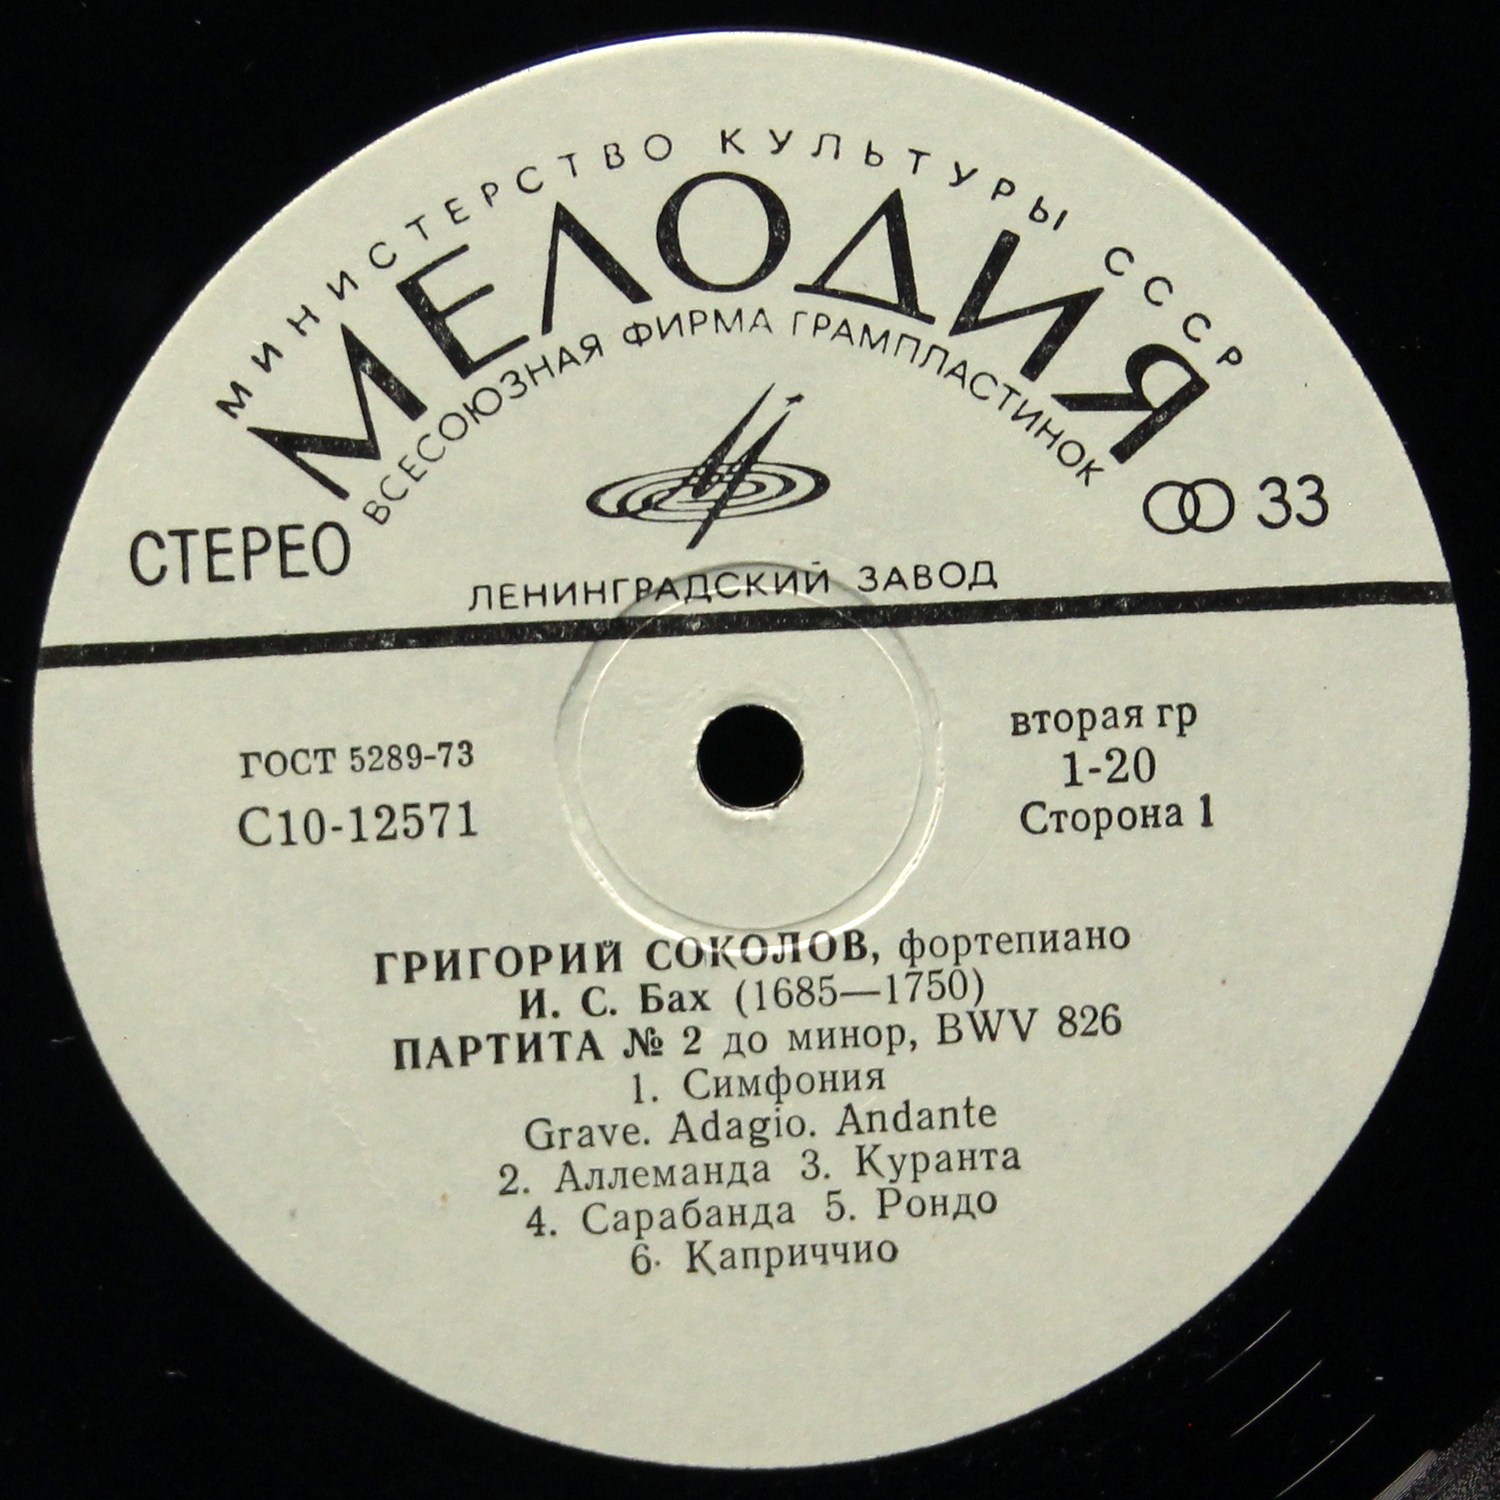 МИНИСТЕРСТВО КУЛЬТУРЫ СССР
МЕЛОДИЯ
ВСЕСОЮЗНАЯ ФИРМА ГРАМПЛАСТИНОК
СТЕРЕО
33
ЛЕНИНГРАДСКИЙ ЗАВОД
ГОСТ 5289-73
С10-12571
вторая гр
1-20
Сторона 1
ГРИГОРИЙ СОКОЛОВ, фортепиано
И. С. Бах (1685—1750)
ПАРТИТА № 2 до минор, BWV 826
1. Симфония
Grave. Adagio. Andante
2. Аллеманда 3. Куранта
4. Сарабанда 5. Рондо
6. Каприччио